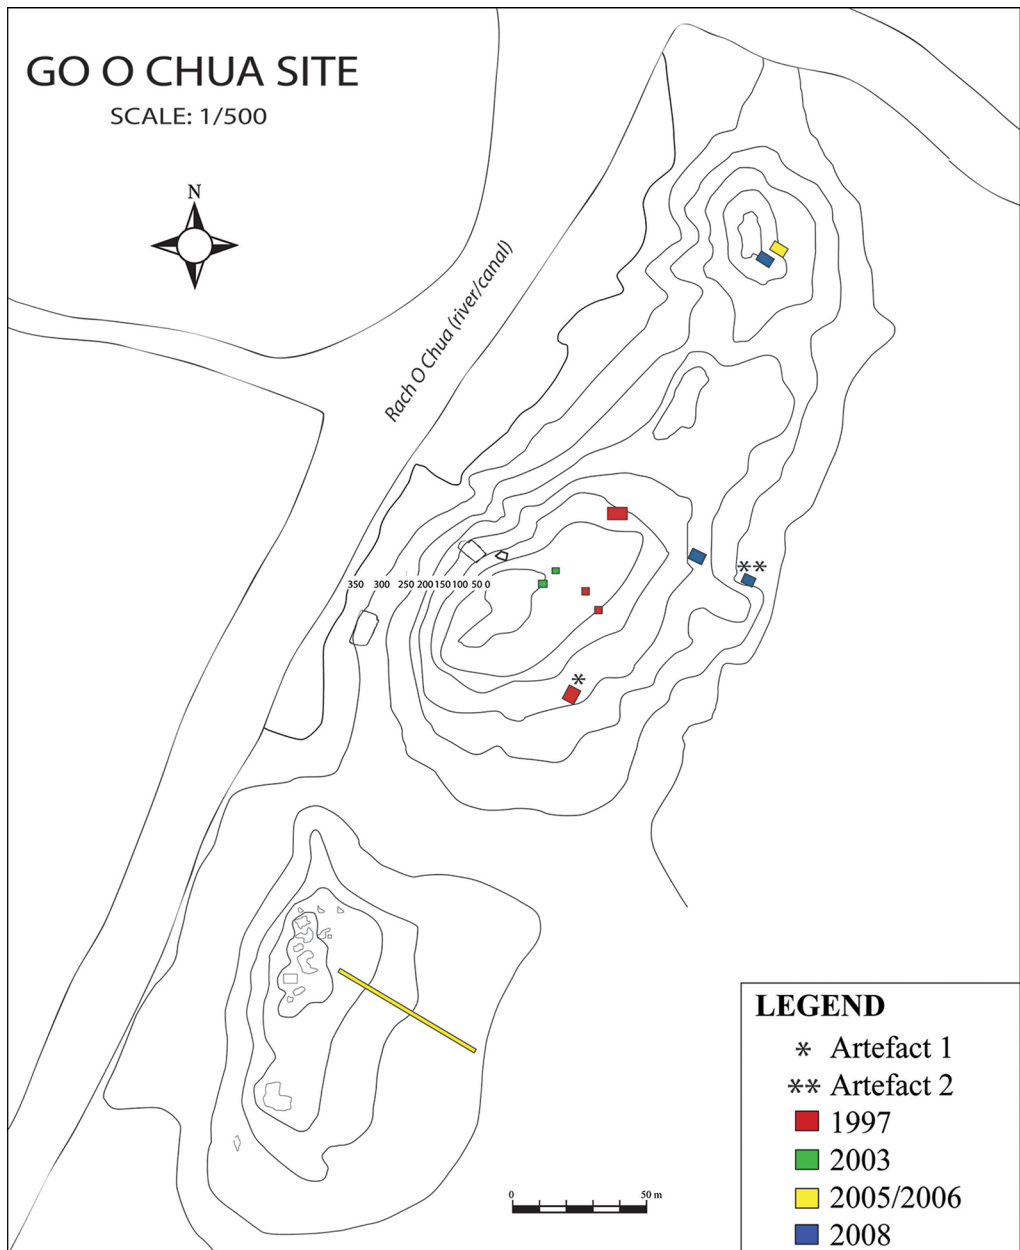 GO O CHUA SITE
SCALE: 1/500
N
Rach O Chua (river/canal)
**
350 300 250 200 150 100 50 0
*
LEGEND
* Artefact 1
** Artefact 2
1997
2003
2005/2006
2008
0 50 m